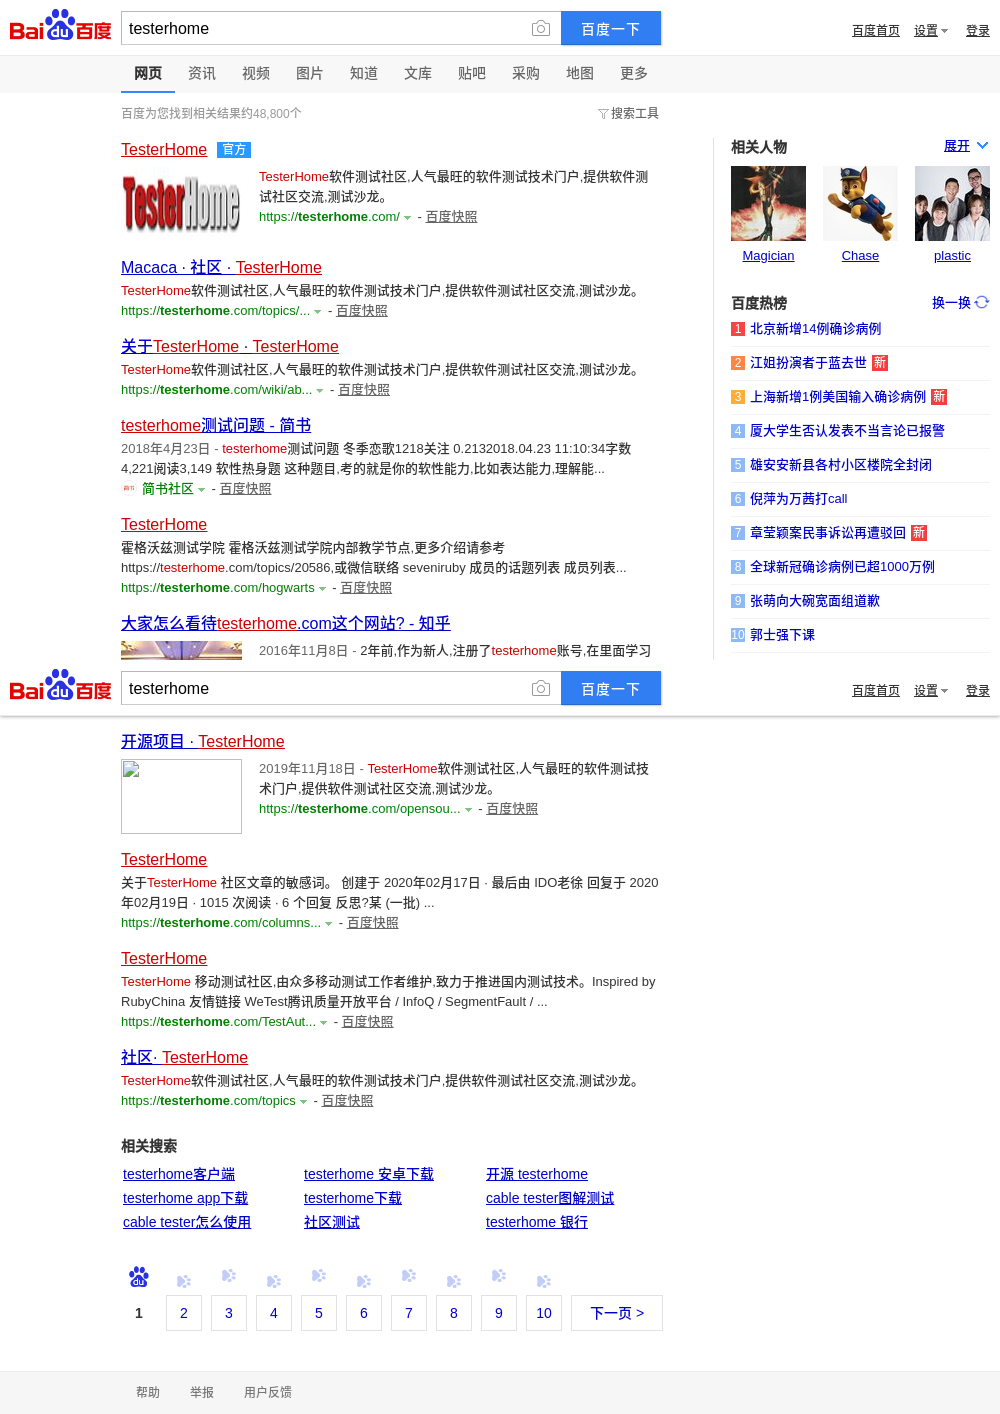 Bai du 百度
testerhome
百度一下
百度首页 设置 登录
网页 资讯 视频 图片 知道 文库 贴吧 采购 地图 更多
百度为您找到相关结果约48,800个
搜索工具
TesterHome 官方
TesterHome
TesterHome软件测试社区,人气最旺的软件测试技术门户,提供软件测
试社区交流,测试沙龙。
https://testerhome.com/ - 百度快照
Macaca · 社区 · TesterHome
TesterHome软件测试社区,人气最旺的软件测试技术门户,提供软件测试社区交流,测试沙龙。
https://testerhome.com/topics/... - 百度快照
关于TesterHome · TesterHome
TesterHome软件测试社区,人气最旺的软件测试技术门户,提供软件测试社区交流,测试沙龙。
https://testerhome.com/wiki/ab... - 百度快照
testerhome测试问题 - 简书
2018年4月23日 - testerhome测试问题 冬季恋歌1218关注 0.2132018.04.23 11:10:34字数
4,221阅读3,149 软性热身题 这种题目,考的就是你的软性能力,比如表达能力,理解能...
简书社区 - 百度快照
TesterHome
霍格沃兹测试学院 霍格沃兹测试学院内部教学节点,更多介绍请参考
https://testerhome.com/topics/20586,或微信联络 seveniruby 成员的话题列表 成员列表...
https://testerhome.com/hogwarts - 百度快照
大家怎么看待testerhome.com这个网站? - 知乎
2016年11月8日 - 2年前,作为新人,注册了testerhome账号,在里面学习
相关人物
展开
Magician Chase plastic
百度热榜
换一换
1 北京新增14例确诊病例
2 江姐扮演者于蓝去世 新
3 上海新增1例美国输入确诊病例 新
4 厦大学生否认发表不当言论已报警
5 雄安安新县各村小区楼院全封闭
6 倪萍为万茜打call
7 章莹颖案民事诉讼再遭驳回 新
8 全球新冠确诊病例已超1000万例
9 张萌向大碗宽面组道歉
10 郭士强下课
Bai du 百度
testerhome
百度一下
百度首页 设置 登录
开源项目 · TesterHome
2019年11月18日 - TesterHome软件测试社区,人气最旺的软件测试技
术门户,提供软件测试社区交流,测试沙龙。
https://testerhome.com/opensou... - 百度快照
TesterHome
关于TesterHome 社区文章的敏感词。 创建于 2020年02月17日 · 最后由 IDO老徐 回复于 2020
年02月19日 · 1015 次阅读 · 6 个回复 反思?某 (一批) ...
https://testerhome.com/columns... - 百度快照
TesterHome
TesterHome 移动测试社区,由众多移动测试工作者维护,致力于推进国内测试技术。Inspired by
RubyChina 友情链接 WeTest腾讯质量开放平台 / InfoQ / SegmentFault / ...
https://testerhome.com/TestAut... - 百度快照
社区· TesterHome
TesterHome软件测试社区,人气最旺的软件测试技术门户,提供软件测试社区交流,测试沙龙。
https://testerhome.com/topics - 百度快照
相关搜索
testerhome客户端 testerhome 安卓下载 开源 testerhome
testerhome app下载 testerhome下载 cable tester图解测试
cable tester怎么使用 社区测试 testerhome 银行
du
1 2 3 4 5 6 7 8 9 10 下一页 >
帮助 举报 用户反馈